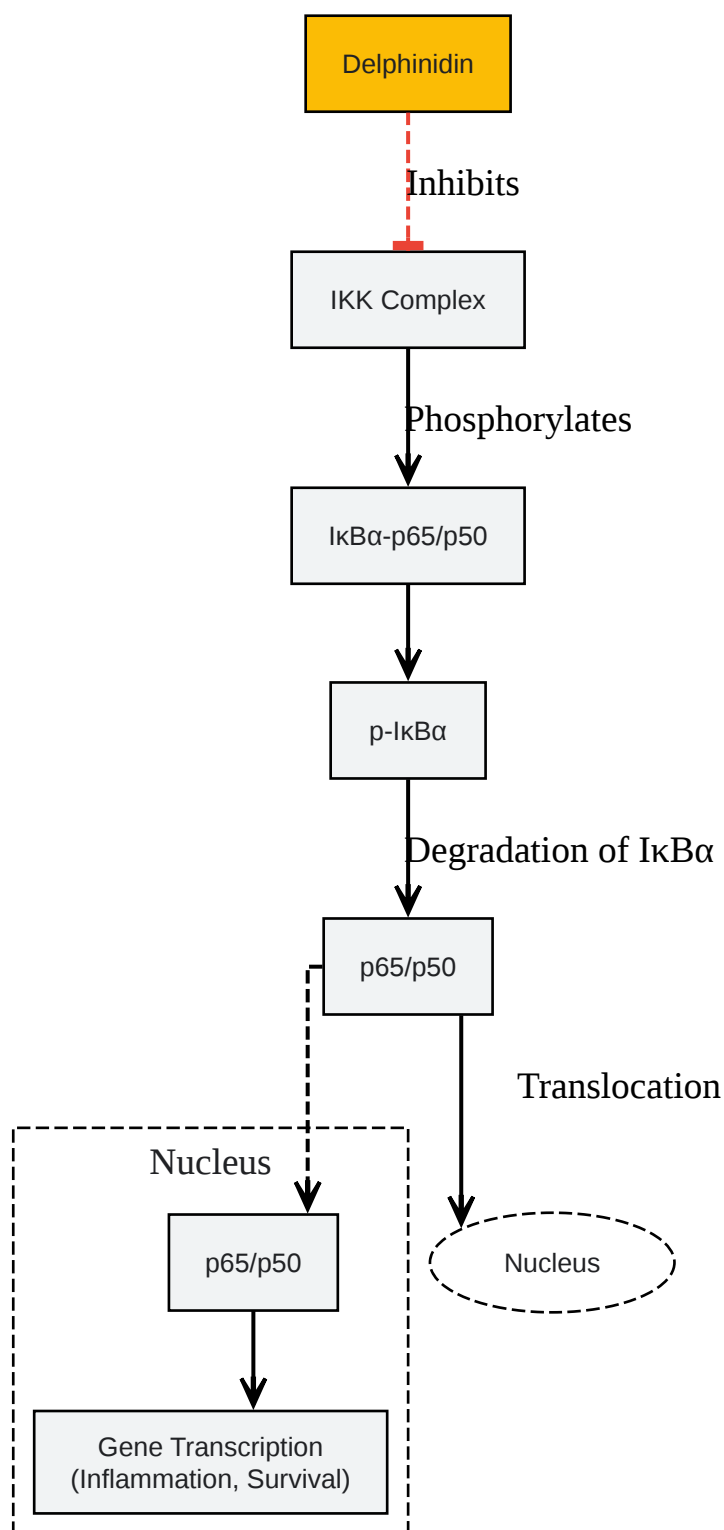 Delphinidin
Inhibits
IKK Complex
Phosphorylates
IκBα-p65/p50
p-IκBα
Degradation of IκBα
p65/p50
Translocation
Nucleus
p65/p50
Nucleus
Gene Transcription
(Inflammation, Survival)